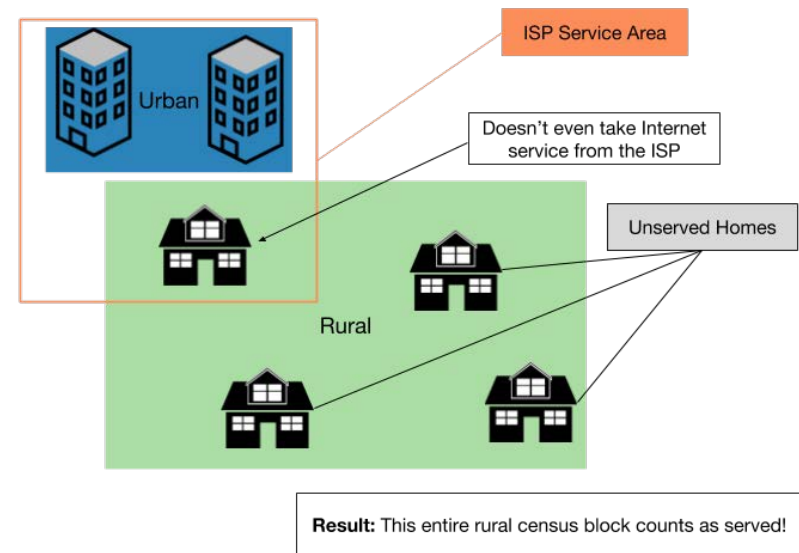 ISP Service Area
Urban
Doesn't even take Internet
service from the ISP
Unserved Homes
Rural
Result: This entire rural census block counts as served!